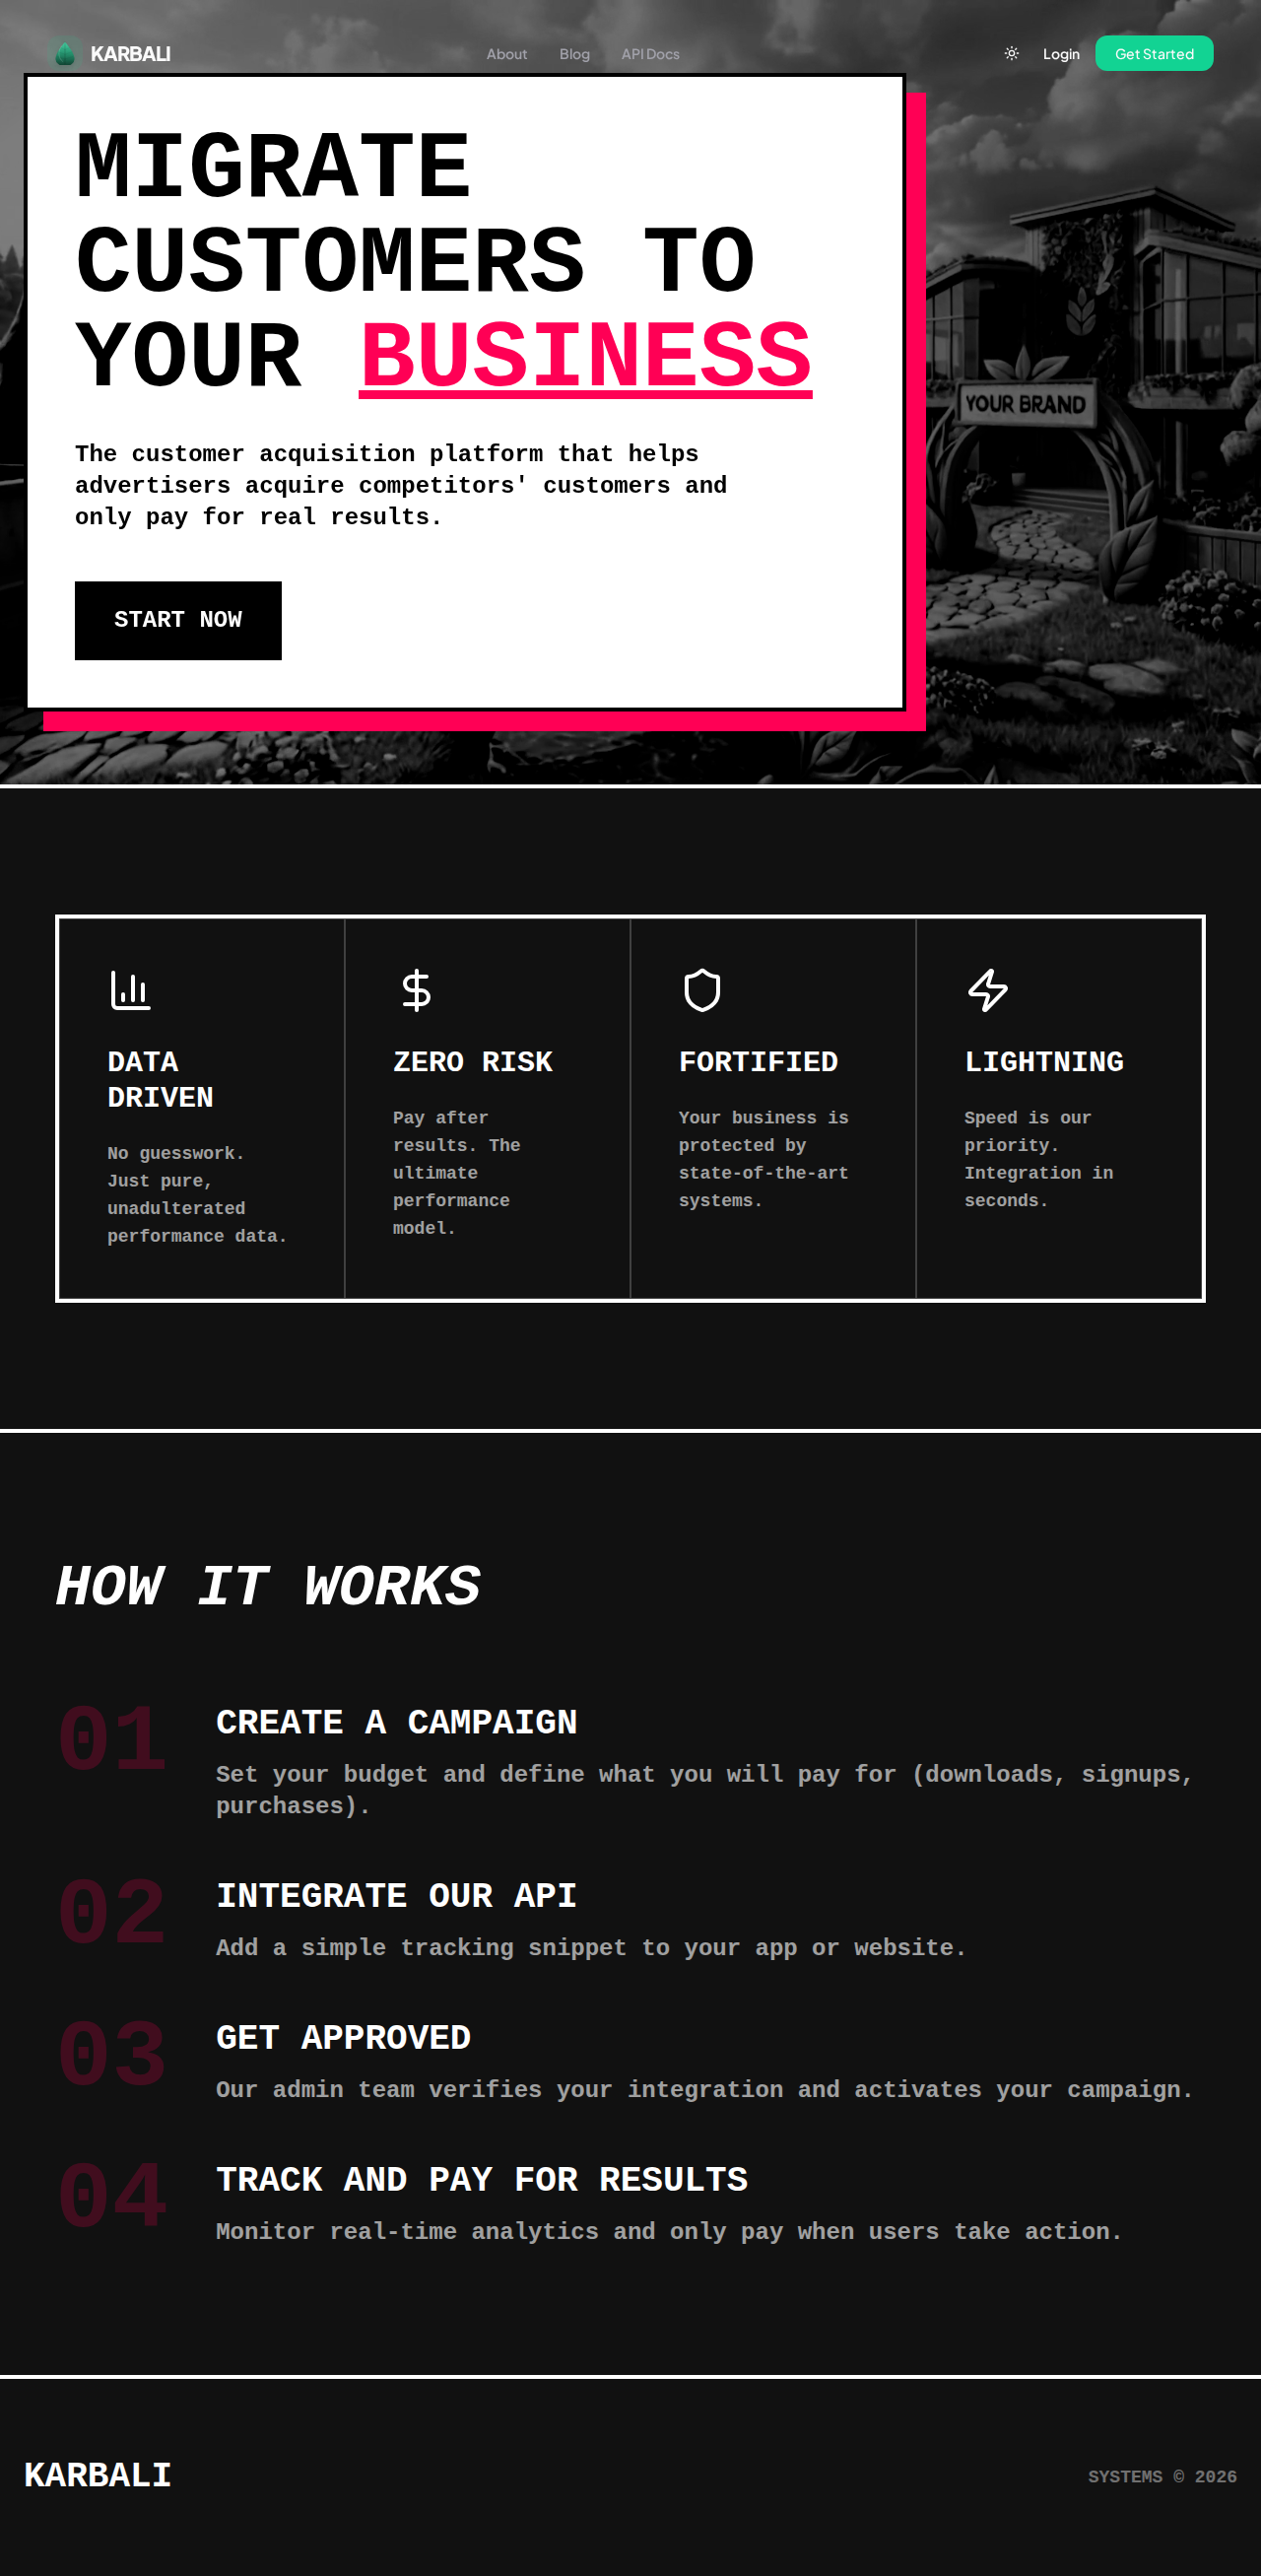 KARBALI
About Blog API Docs
Login Get Started
MIGRATE
CUSTOMERS TO
YOUR BUSINESS
The customer acquisition platform that helps
advertisers acquire competitors' customers and
only pay for real results.
START NOW
YOUR BRAND
DATA
DRIVEN
No guesswork.
Just pure,
unadulterated
performance data.
ZERO RISK
Pay after
results. The
ultimate
performance
model.
FORTIFIED
Your business is
protected by
state-of-the-art
systems.
LIGHTNING
Speed is our
priority.
Integration in
seconds.
HOW IT WORKS
01
CREATE A CAMPAIGN
Set your budget and define what you will pay for (downloads, signups,
purchases).
02
INTEGRATE OUR API
Add a simple tracking snippet to your app or website.
03
GET APPROVED
Our admin team verifies your integration and activates your campaign.
04
TRACK AND PAY FOR RESULTS
Monitor real-time analytics and only pay when users take action.
KARBALI
SYSTEMS © 2026